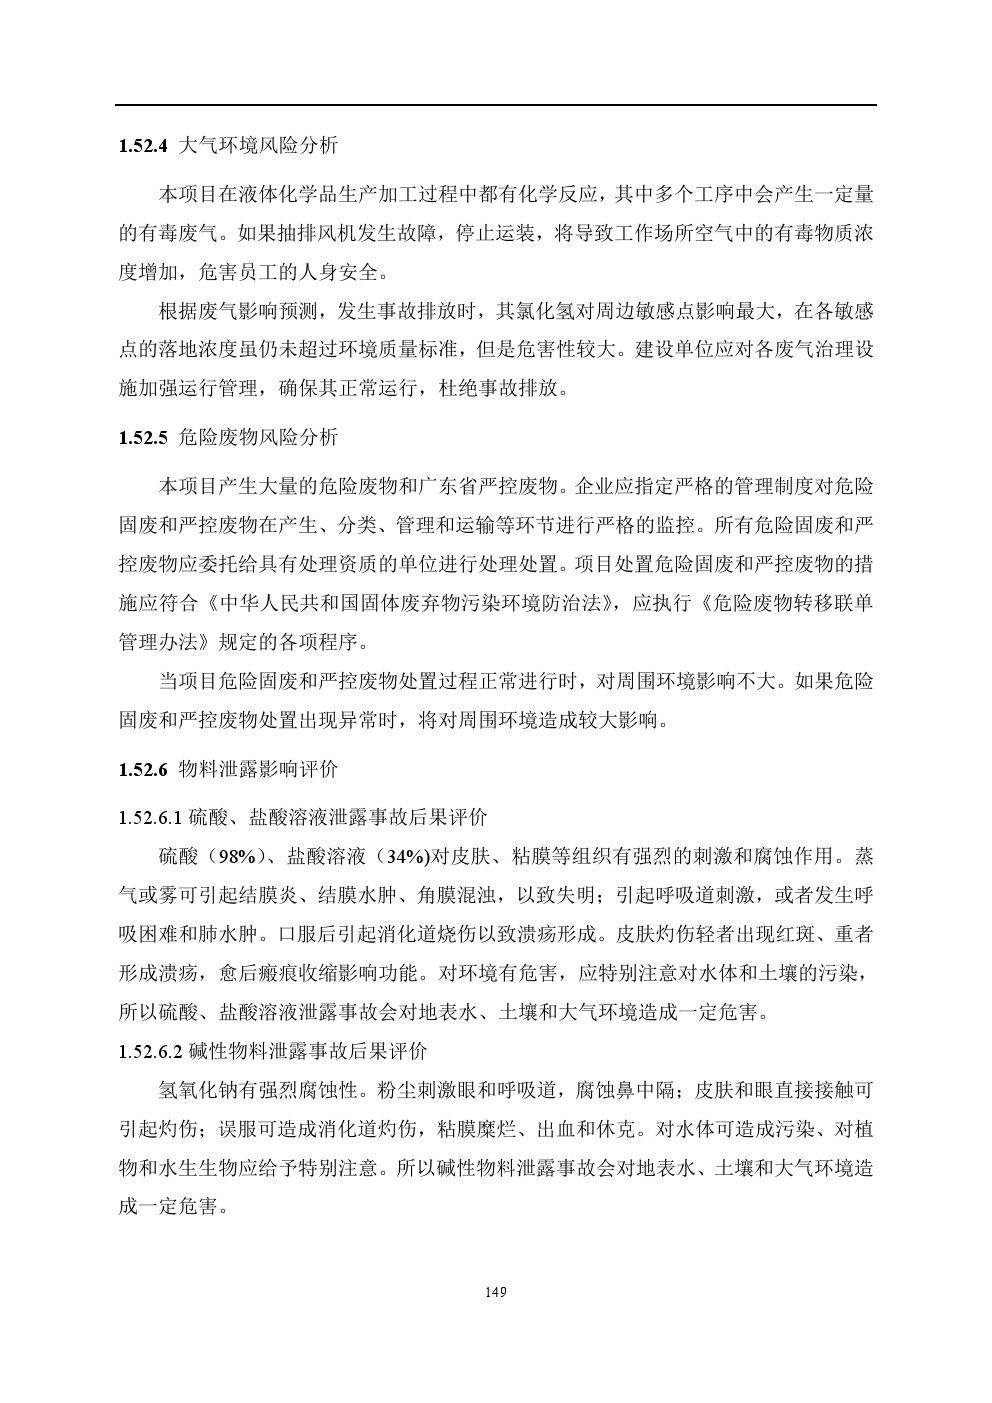 1.52.4 大气环境风险分析
本项目在液体化学品生产加工过程中都有化学反应，其中多个工序中会产生一定量
的有毒废气。如果抽排风机发生故障，停止运装，将导致工作场所空气中的有毒物质浓
度增加，危害员工的人身安全。
根据废气影响预测，发生事故排放时，其氯化氢对周边敏感点影响最大，在各敏感
点的落地浓度虽仍未超过环境质量标准，但是危害性较大。建设单位应对各废气治理设
施加强运行管理，确保其正常运行，杜绝事故排放。
1.52.5 危险废物风险分析
本项目产生大量的危险废物和广东省严控废物。企业应指定严格的管理制度对危险
固废和严控废物在产生、分类、管理和运输等环节进行严格的监控。所有危险固废和严
控废物应委托给具有处理资质的单位进行处理处置。项目处置危险固废和严控废物的措
施应符合《中华人民共和国固体废弃物污染环境防治法》，应执行《危险废物转移联单
管理办法》规定的各项程序。
当项目危险固废和严控废物处置过程正常进行时，对周围环境影响不大。如果危险
固废和严控废物处置出现异常时，将对周围环境造成较大影响。
1.52.6 物料泄露影响评价
1.52.6.1 硫酸、盐酸溶液泄露事故后果评价
硫酸（98%）、盐酸溶液（34%)对皮肤、粘膜等组织有强烈的刺激和腐蚀作用。蒸
气或雾可引起结膜炎、结膜水肿、角膜混浊，以致失明；引起呼吸道刺激，或者发生呼
吸困难和肺水肿。口服后引起消化道烧伤以致溃疡形成。皮肤灼伤轻者出现红斑、重者
形成溃疡，愈后瘢痕收缩影响功能。对环境有危害，应特别注意对水体和土壤的污染，
所以硫酸、盐酸溶液泄露事故会对地表水、土壤和大气环境造成一定危害。
1.52.6.2 碱性物料泄露事故后果评价
氢氧化钠有强烈腐蚀性。粉尘刺激眼和呼吸道，腐蚀鼻中隔；皮肤和眼直接接触可
引起灼伤；误服可造成消化道灼伤，粘膜糜烂、出血和休克。对水体可造成污染、对植
物和水生生物应给予特别注意。所以碱性物料泄露事故会对地表水、土壤和大气环境造
成一定危害。
149